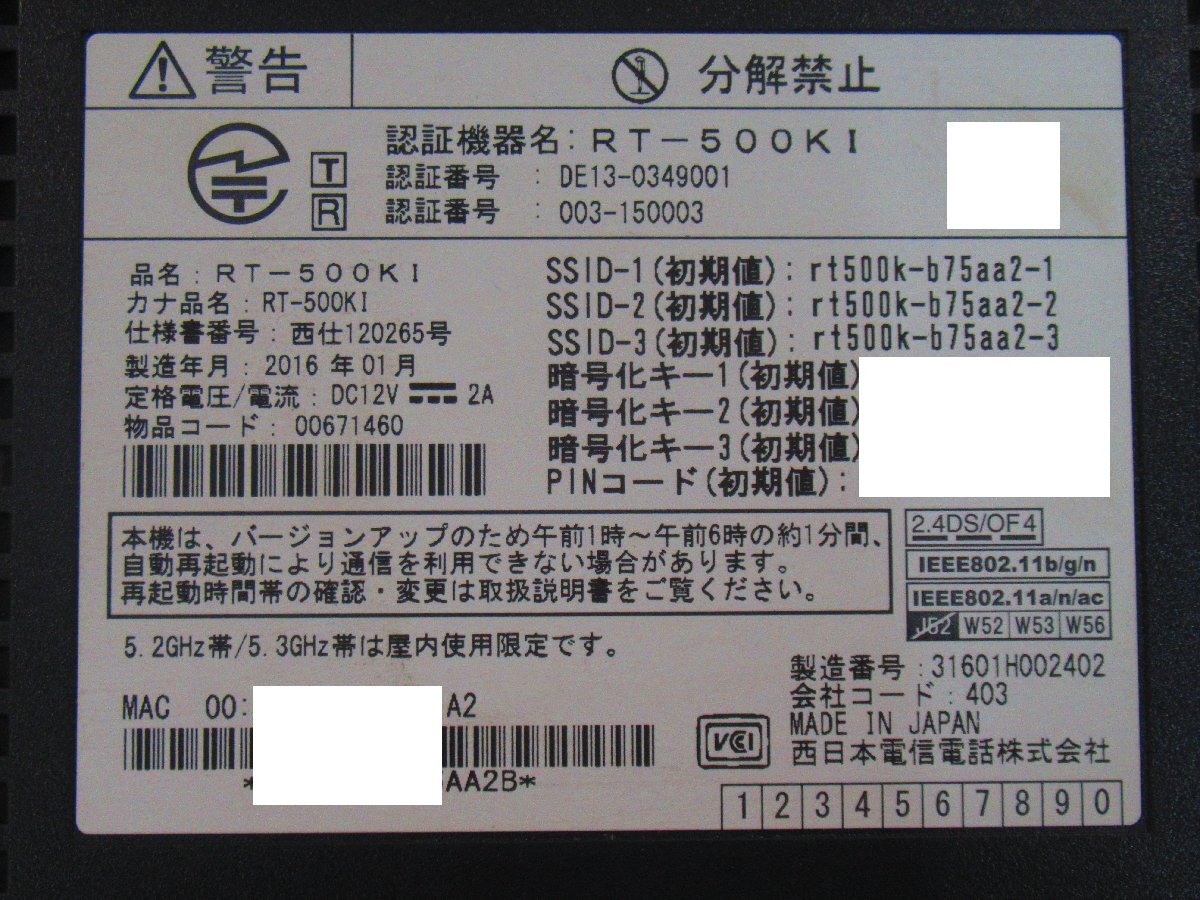 警告
分解禁止
T
R
認証機器名：RT－500KI
認証番号 ： DE13-0349001
認証番号 ： 003-150003
品名：RT－500KI
カナ品名：RT-500KI
仕様書番号：西仕120265号
製造年月：2016 年 01 月
定格電圧/電流：DC12V 2A
物品コード： 00671460
SSID-1(初期値)：rt500k-b75aa2-1
SSID-2(初期値)：rt500k-b75aa2-2
SSID-3(初期値)：rt500k-b75aa2-3
暗号化キー1(初期値)
暗号化キー2(初期値)
暗号化キー3(初期値)
PINコード(初期値)：
本機は、バージョンアップのため午前1時～午前6時の約1分間、
自動再起動により通信を利用できない場合があります。
再起動時間帯の確認・変更は取扱説明書をご覧ください。
2.4DS/OF4
IEEE802.11b/g/n
IEEE802.11a/n/ac
J52 W52 W53 W56
5.2GHz帯/5.3GHz帯は屋内使用限定です。
製造番号：31601H002402
会社コード：403
MADE IN JAPAN
西日本電信電話株式会社
VCI
MAC 00: A2
* AA2B*
1 2 3 4 5 6 7 8 9 0